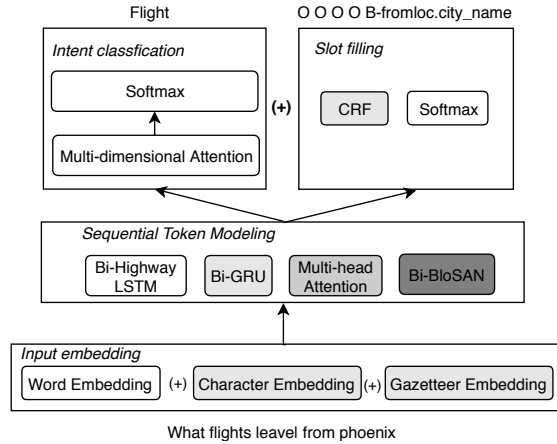 Flight
O O O O B-fromloc.city_name
Intent classfication
Slot filling
Softmax
(+)
CRF
Softmax
Multi-dimensional Attention
Sequential Token Modeling
Bi-Highway
LSTM
Bi-GRU
Multi-head
Attention
Bi-BloSAN
Input embedding
Word Embedding
(+)
Character Embedding
(+)
Gazetteer Embedding
What flights leavel from phoenix